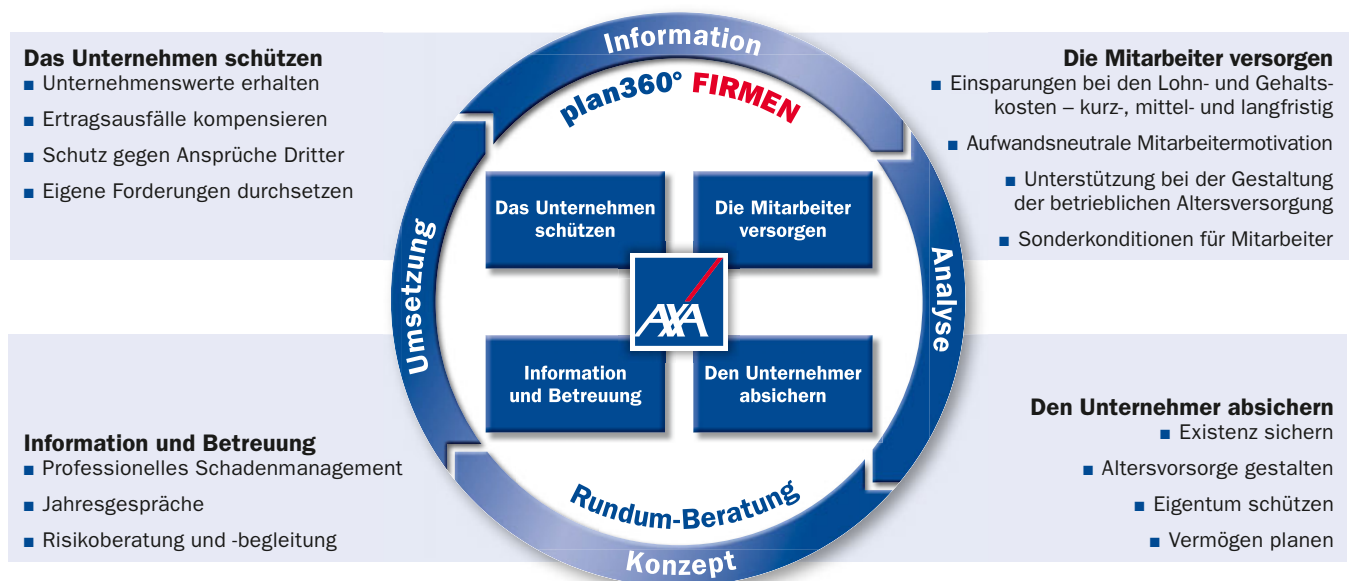 Das Unternehmen schützen
■ Unternehmenswerte erhalten
■ Ertragsausfälle kompensieren
■ Schutz gegen Ansprüche Dritter
■ Eigene Forderungen durchsetzen
Information
plan360° FIRMEN
Die Mitarbeiter versorgen
■ Einsparungen bei den Lohn- und Gehalts-
kosten – kurz-, mittel- und langfristig
■ Aufwandsneutrale Mitarbeitermotivation
■ Unterstützung bei der Gestaltung
der betrieblichen Altersversorgung
■ Sonderkonditionen für Mitarbeiter
Umsetzung
Das Unternehmen
schützen
Die Mitarbeiter
versorgen
Analyse
AXA
Information
und Betreuung
Den Unternehmer
absichern
Information und Betreuung
■ Professionelles Schadenmanagement
■ Jahresgespräche
■ Risikoberatung und -begleitung
Rundum-Beratung
Konzept
Den Unternehmer absichern
■ Existenz sichern
■ Altersvorsorge gestalten
■ Eigentum schützen
■ Vermögen planen